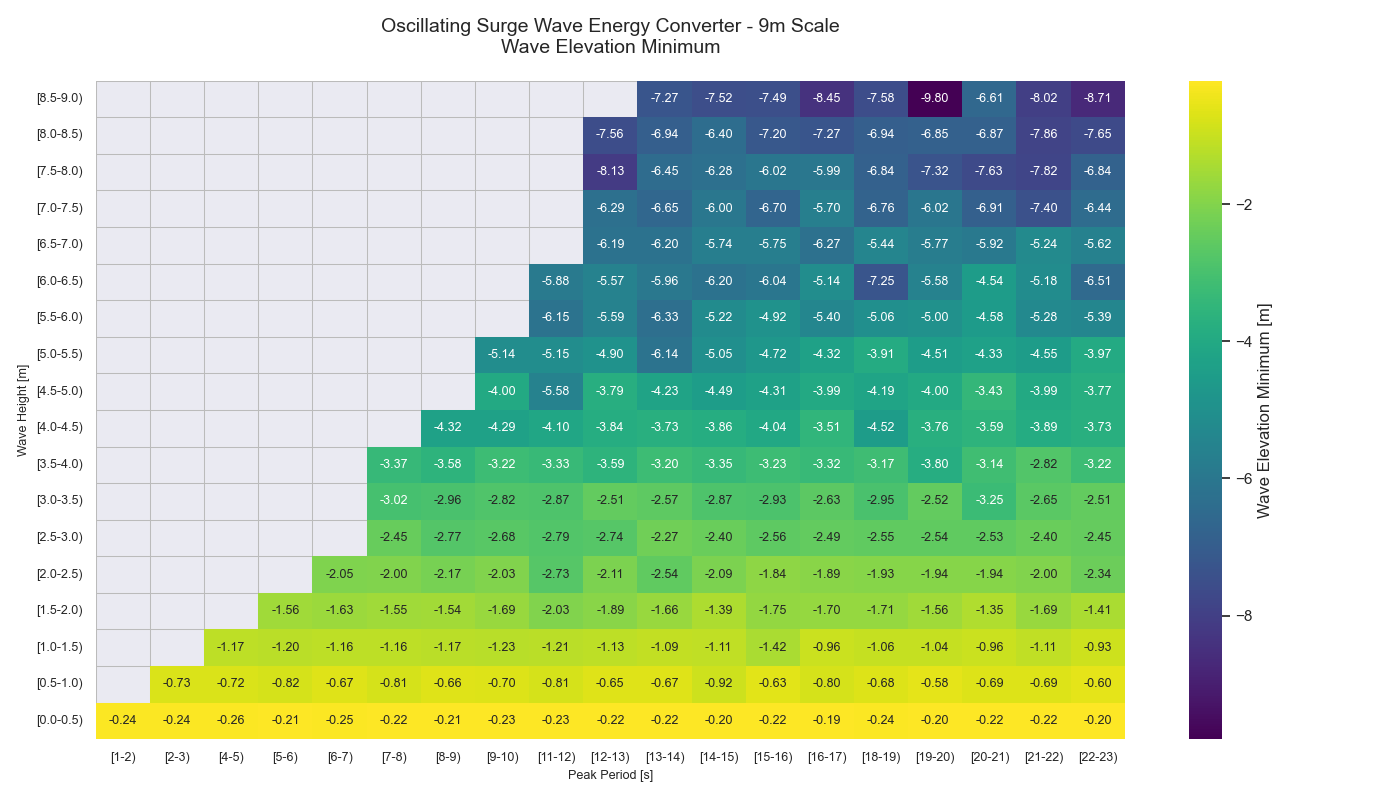 Oscillating Surge Wave Energy Converter - 9m Scale
Wave Elevation Minimum
Wave Height [m]
[8.5-9.0) -7.27 -7.52 -7.49 -8.45 -7.58 -9.80 -6.61 -8.02 -8.71
[8.0-8.5) -7.56 -6.94 -6.40 -7.20 -7.27 -6.94 -6.85 -6.87 -7.86 -7.65
[7.5-8.0) -8.13 -6.45 -6.28 -6.02 -5.99 -6.84 -7.32 -7.63 -7.82 -6.84
[7.0-7.5) -6.29 -6.65 -6.00 -6.70 -5.70 -6.76 -6.02 -6.91 -7.40 -6.44
[6.5-7.0) -6.19 -6.20 -5.74 -5.75 -6.27 -5.44 -5.77 -5.92 -5.24 -5.62
[6.0-6.5) -5.88 -5.57 -5.96 -6.20 -6.04 -5.14 -7.25 -5.58 -4.54 -5.18 -6.51
[5.5-6.0) -6.15 -5.59 -6.33 -5.22 -4.92 -5.40 -5.06 -5.00 -4.58 -5.28 -5.39
[5.0-5.5) -5.14 -5.15 -4.90 -6.14 -5.05 -4.72 -4.32 -3.91 -4.51 -4.33 -4.55 -3.97
[4.5-5.0) -4.00 -5.58 -3.79 -4.23 -4.49 -4.31 -3.99 -4.19 -4.00 -3.43 -3.99 -3.77
[4.0-4.5) -4.32 -4.29 -4.10 -3.84 -3.73 -3.86 -4.04 -3.51 -4.52 -3.76 -3.59 -3.89 -3.73
[3.5-4.0) -3.37 -3.58 -3.22 -3.33 -3.59 -3.20 -3.35 -3.23 -3.32 -3.17 -3.80 -3.14 -2.82 -3.22
[3.0-3.5) -3.02 -2.96 -2.82 -2.87 -2.51 -2.57 -2.87 -2.93 -2.63 -2.95 -2.52 -3.25 -2.65 -2.51
[2.5-3.0) -2.45 -2.77 -2.68 -2.79 -2.74 -2.27 -2.40 -2.56 -2.49 -2.55 -2.54 -2.53 -2.40 -2.45
[2.0-2.5) -2.05 -2.00 -2.17 -2.03 -2.73 -2.11 -2.54 -2.09 -1.84 -1.89 -1.93 -1.94 -1.94 -2.00 -2.34
[1.5-2.0) -1.56 -1.63 -1.55 -1.54 -1.69 -2.03 -1.89 -1.66 -1.39 -1.75 -1.70 -1.71 -1.56 -1.35 -1.69 -1.41
[1.0-1.5) -1.17 -1.20 -1.16 -1.16 -1.17 -1.23 -1.21 -1.13 -1.09 -1.11 -1.42 -0.96 -1.06 -1.04 -0.96 -1.11 -0.93
[0.5-1.0) -0.73 -0.72 -0.82 -0.67 -0.81 -0.66 -0.70 -0.81 -0.65 -0.67 -0.92 -0.63 -0.80 -0.68 -0.58 -0.69 -0.69 -0.60
[0.0-0.5) -0.24 -0.24 -0.26 -0.21 -0.25 -0.22 -0.21 -0.23 -0.23 -0.22 -0.22 -0.20 -0.22 -0.19 -0.24 -0.20 -0.22 -0.22 -0.20
[1-2) [2-3) [4-5) [5-6) [6-7) [7-8) [8-9) [9-10) [11-12) [12-13) [13-14) [14-15) [15-16) [16-17) [18-19) [19-20) [20-21) [21-22) [22-23)
Peak Period [s]
−2
−4
−6
−8
Wave Elevation Minimum [m]